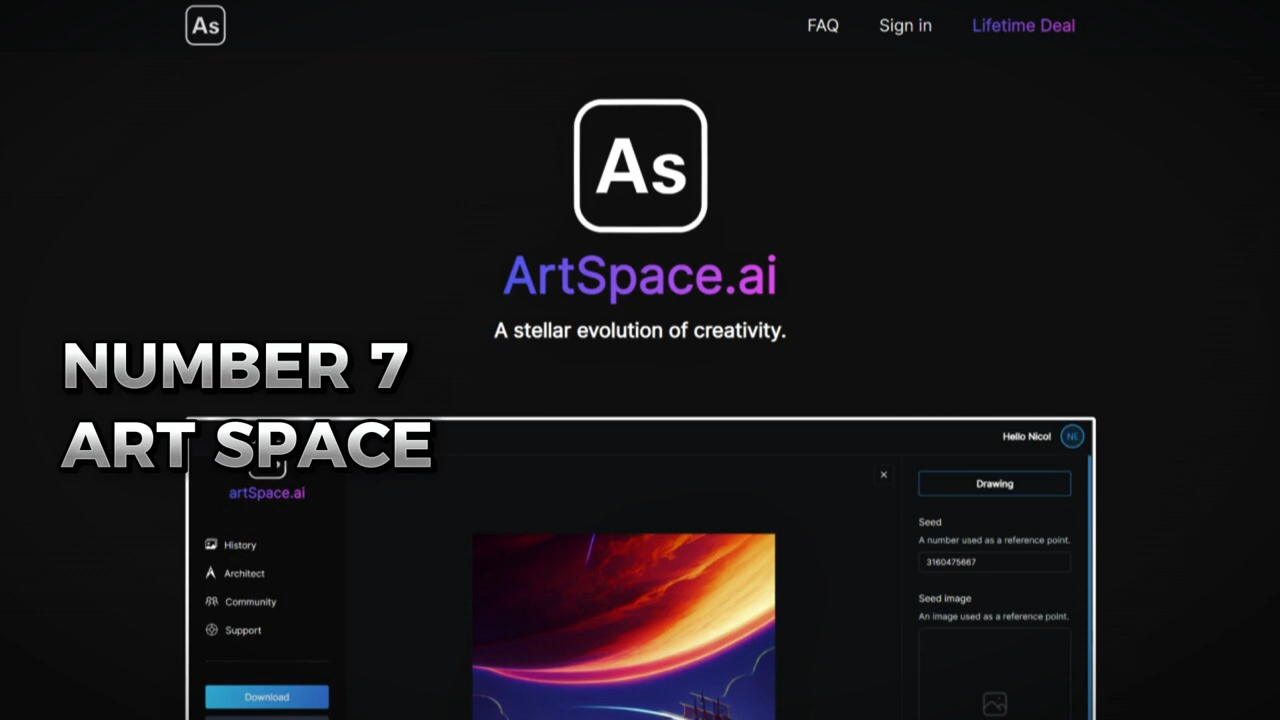 As
FAQ
Sign in
Lifetime Deal
As
ArtSpace.ai
A stellar evolution of creativity.
NUMBER 7
ART SPACE
Hello Nicol
NE
artSpace.ai
History
Architect
Community
Support
Download
Drawing
Seed
A number used as a reference point.
3160475667
Seed image
An image used as a reference point.